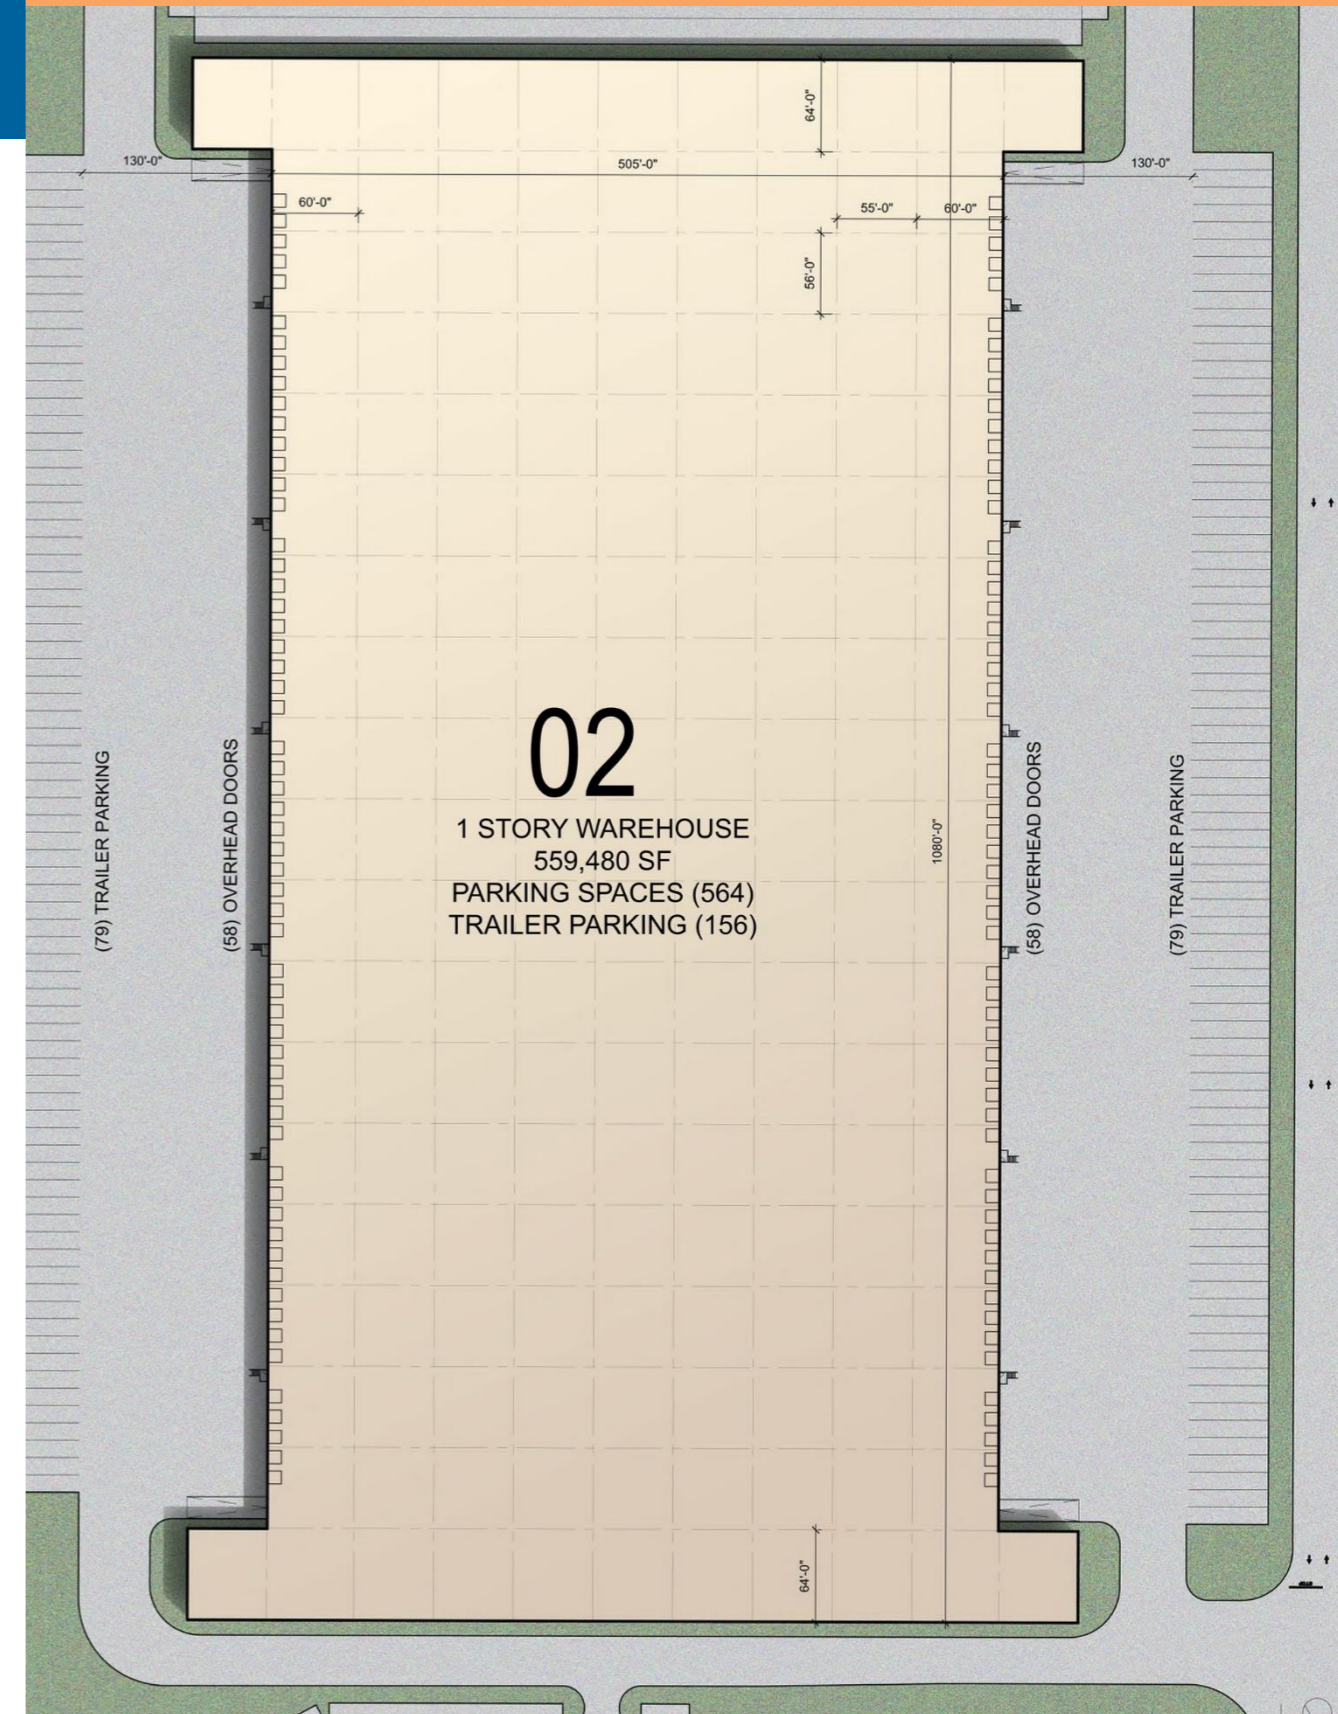 64'-0"
130'-0"
505'-0"
130'-0"
60'-0"
55'-0"
60'-0"
56'-0"
02
1 STORY WAREHOUSE
559,480 SF
PARKING SPACES (564)
TRAILER PARKING (156)
(79) TRAILER PARKING
(58) OVERHEAD DOORS
1080'-0"
(58) OVERHEAD DOORS
(79) TRAILER PARKING
64'-0"